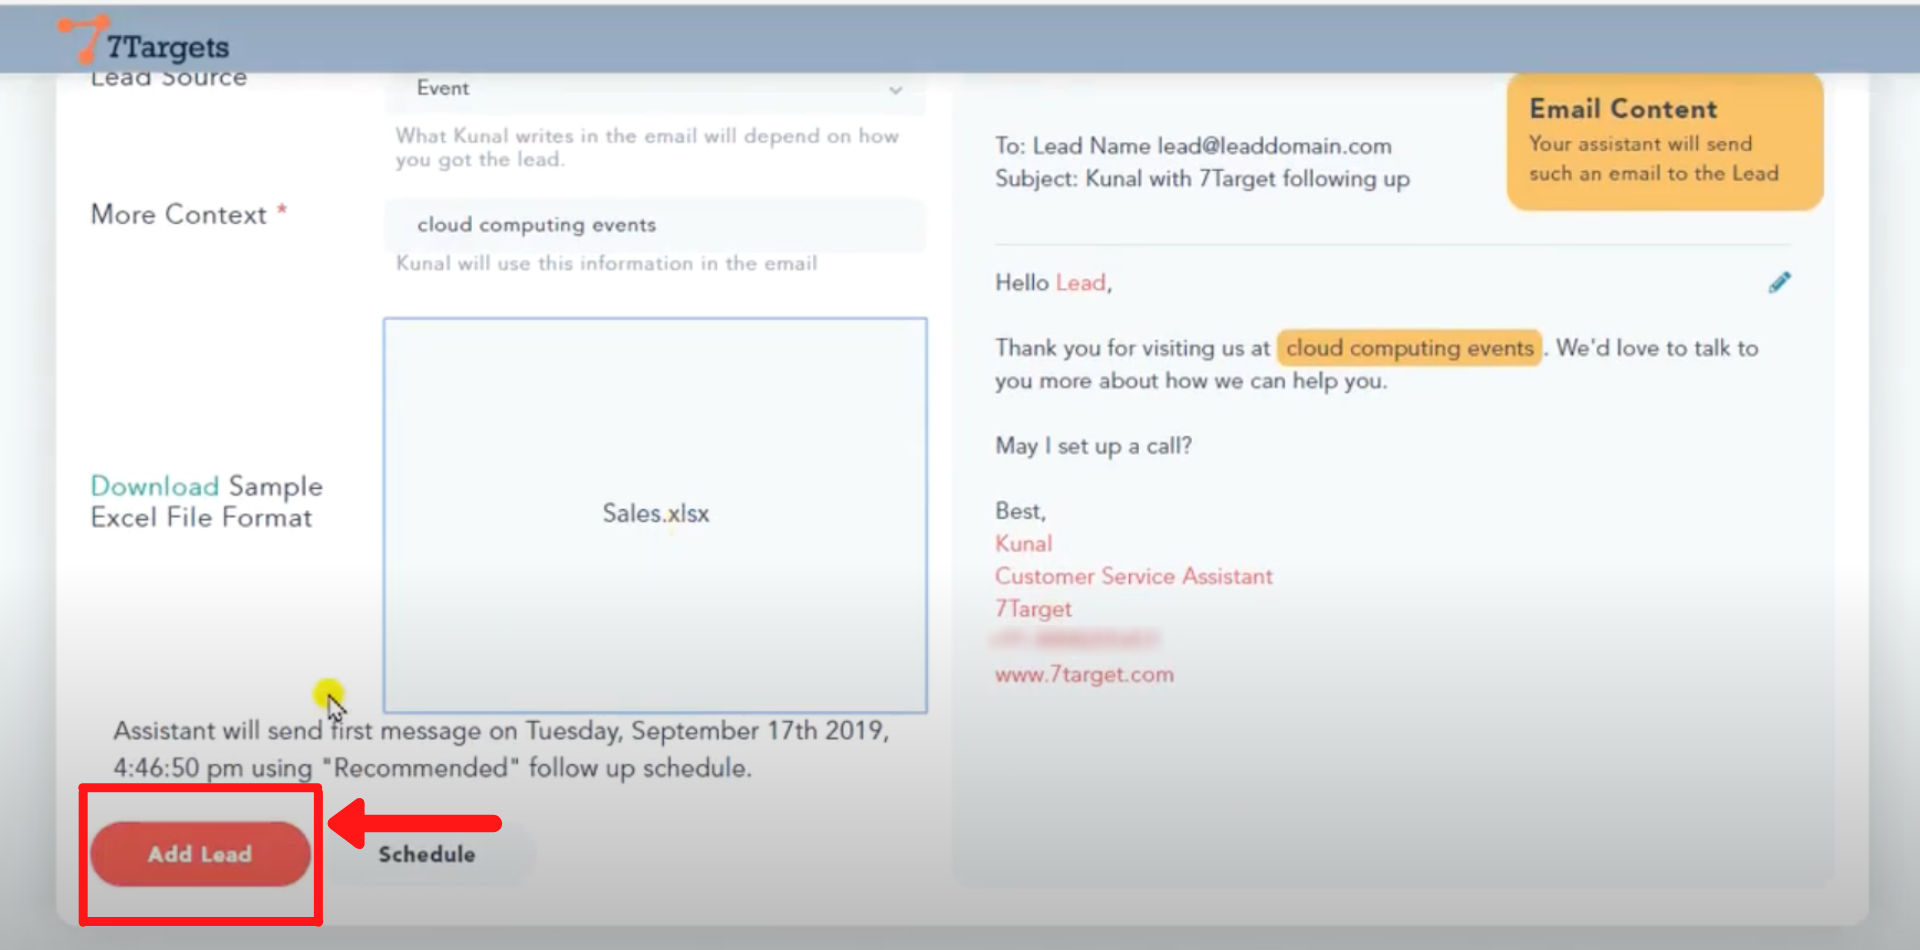 7Targets
Lead Source
Event
What Kunal writes in the email will depend on how
you got the lead.
More Context *
cloud computing events
Kunal will use this information in the email
Download Sample
Excel File Format
Sales.xlsx
Assistant will send first message on Tuesday, September 17th 2019,
4:46:50 pm using "Recommended" follow up schedule.
Add Lead
Schedule
Email Content
Your assistant will send
such an email to the Lead
To: Lead Name lead@leaddomain.com
Subject: Kunal with 7Target following up
Hello Lead,
Thank you for visiting us at cloud computing events . We'd love to talk to
you more about how we can help you.
May I set up a call?
Best,
Kunal
Customer Service Assistant
7Target
www.7target.com